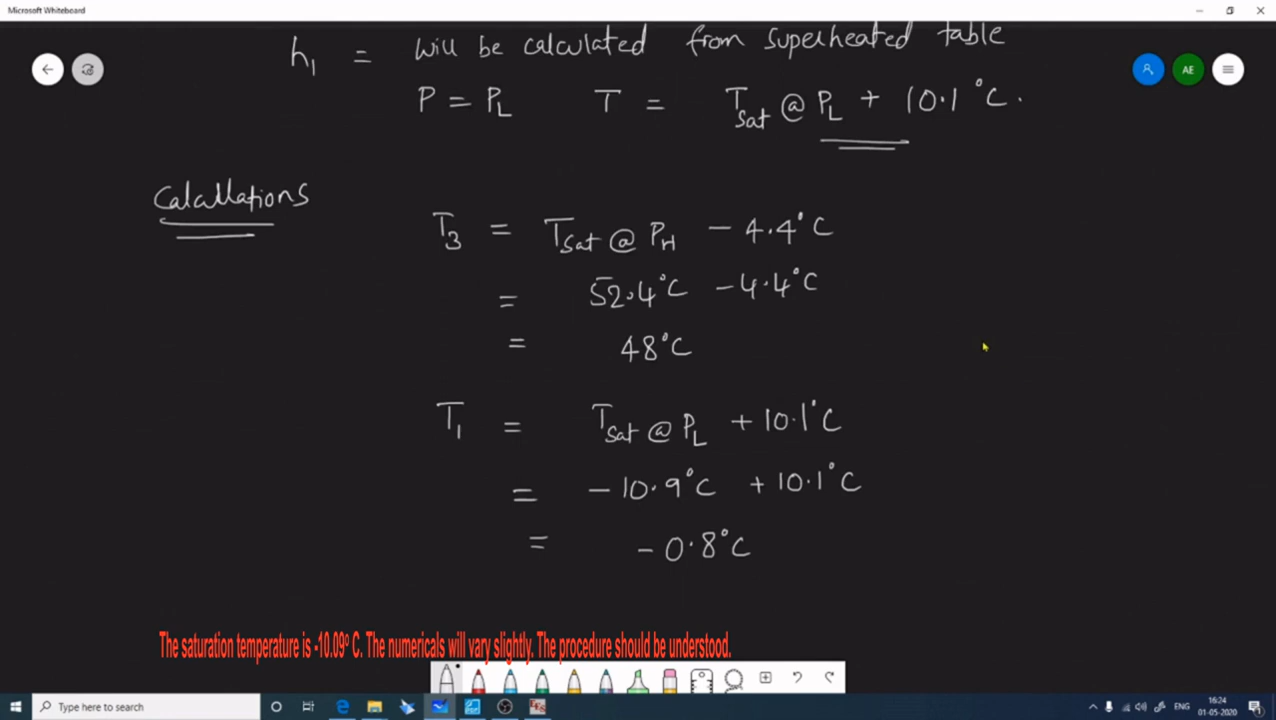 Microsoft Whiteboard
h1 = will be calculated from superheated table
P = PL T = Tsat @ PL + 10.1°C.
AE
Calcullations
T3 = Tsat @ PH - 4.4°C
= 52.4°C - 4.4°C
= 48°C
T1 = Tsat @ PL + 10.1°C
= - 10.9°C + 10.1°C
= - 0.8°C
The saturation temperature is -10.09⁰ C. The numericals will vary slightly. The procedure should be understood.
Type here to search
ENG
16:24
01-05-2020